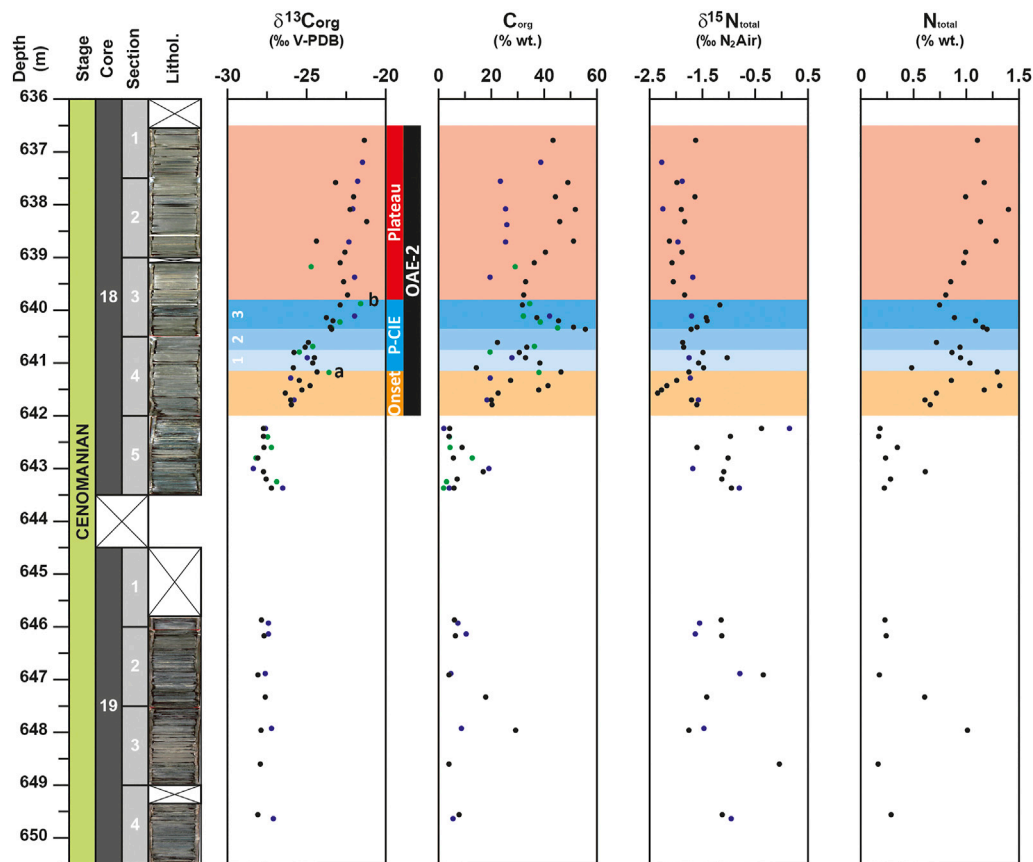 δ¹³Corg
(‰ V-PDB)
Corg
(% wt.)
δ¹⁵Ntotal
(‰ N₂Air)
Ntotal
(% wt.)
Depth
(m)
Stage
Core
Section
Lithol.
-30 -25 -20
0 20 40 60
-2.5 -1.5 -0.5 0.5
0 0.5 1.0 1.5
636
637
638
639
640
641
642
643
644
645
646
647
648
649
650
CENOMANIAN
18
19
1
2
3
4
5
1
2
3
4
3
2
1
b
a
Plateau
P-CIE
Onset
OAE-2